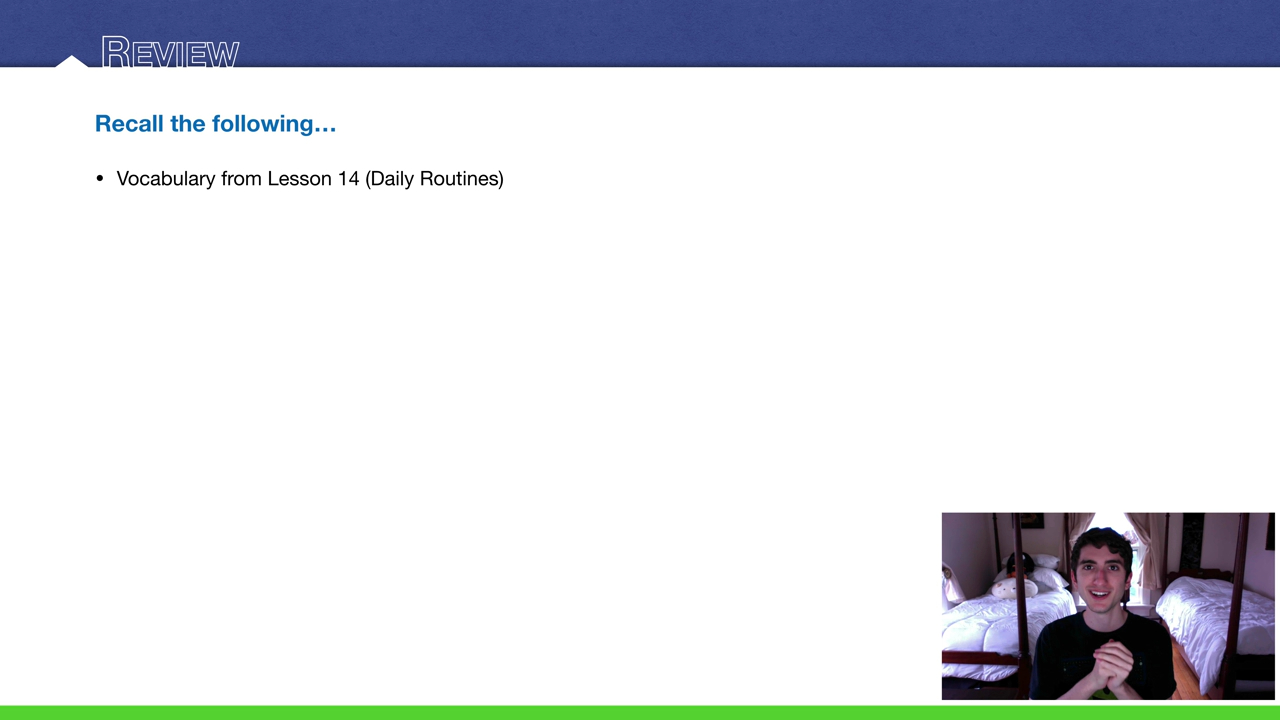 REVIEW
Recall the following…
• Vocabulary from Lesson 14 (Daily Routines)